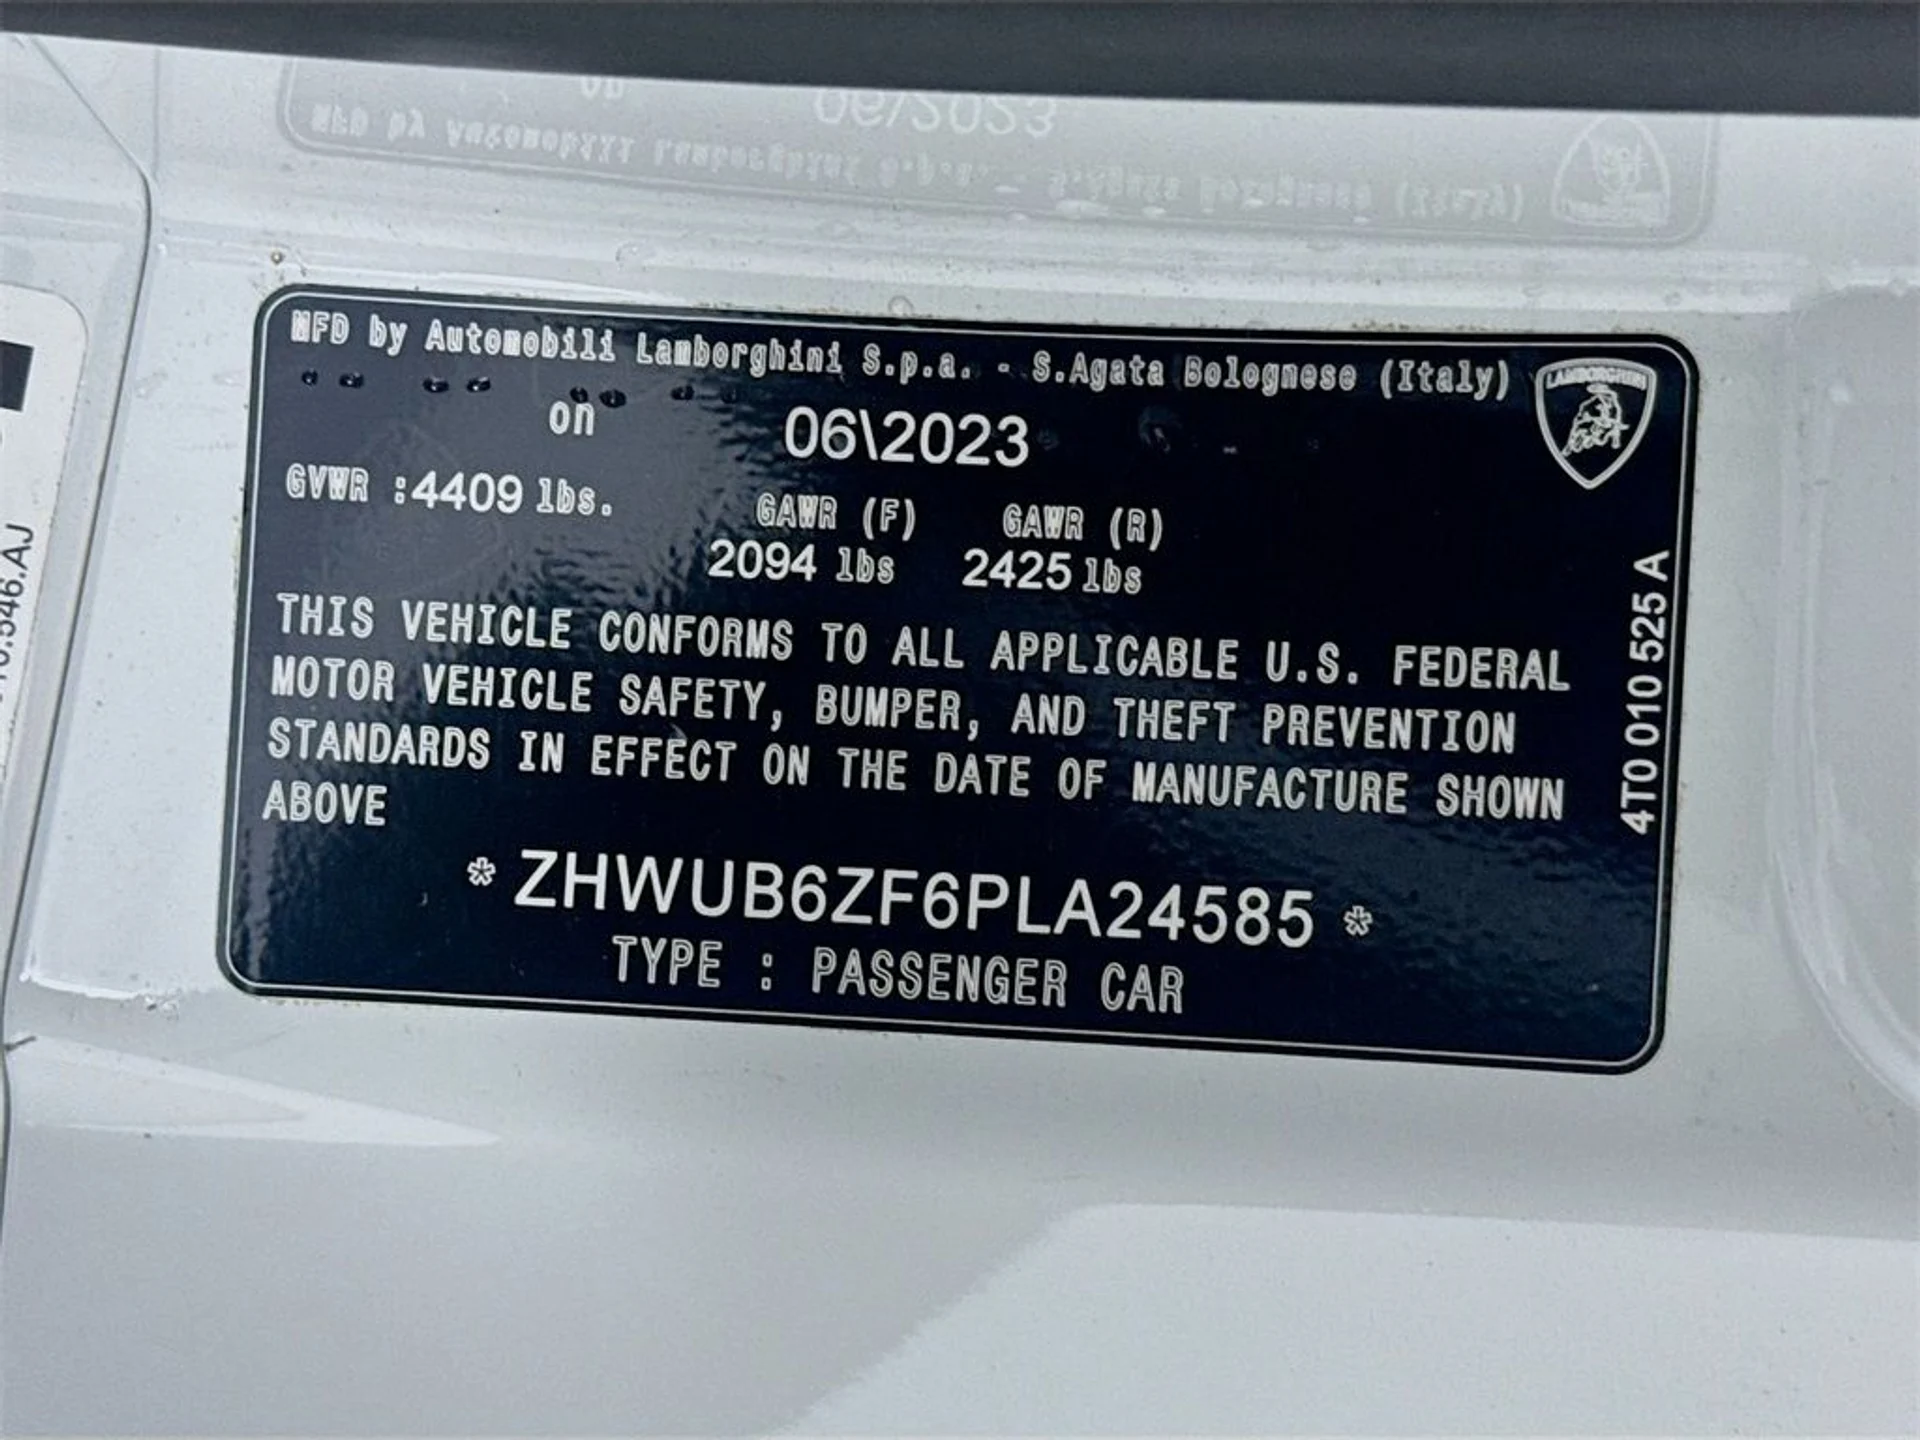 MFD by Automobili Lamborghini S.p.a. - S.Agata Bolognese (Italy)
LAMBORGHINI
on 06\2023
GVWR :4409 lbs.
GAWR (F) GAWR (R)
2094 lbs 2425 lbs
THIS VEHICLE CONFORMS TO ALL APPLICABLE U.S. FEDERAL
MOTOR VEHICLE SAFETY, BUMPER, AND THEFT PREVENTION
STANDARDS IN EFFECT ON THE DATE OF MANUFACTURE SHOWN
ABOVE
* ZHWUB6ZF6PLA24585 *
TYPE : PASSENGER CAR
4T0 010 525 A